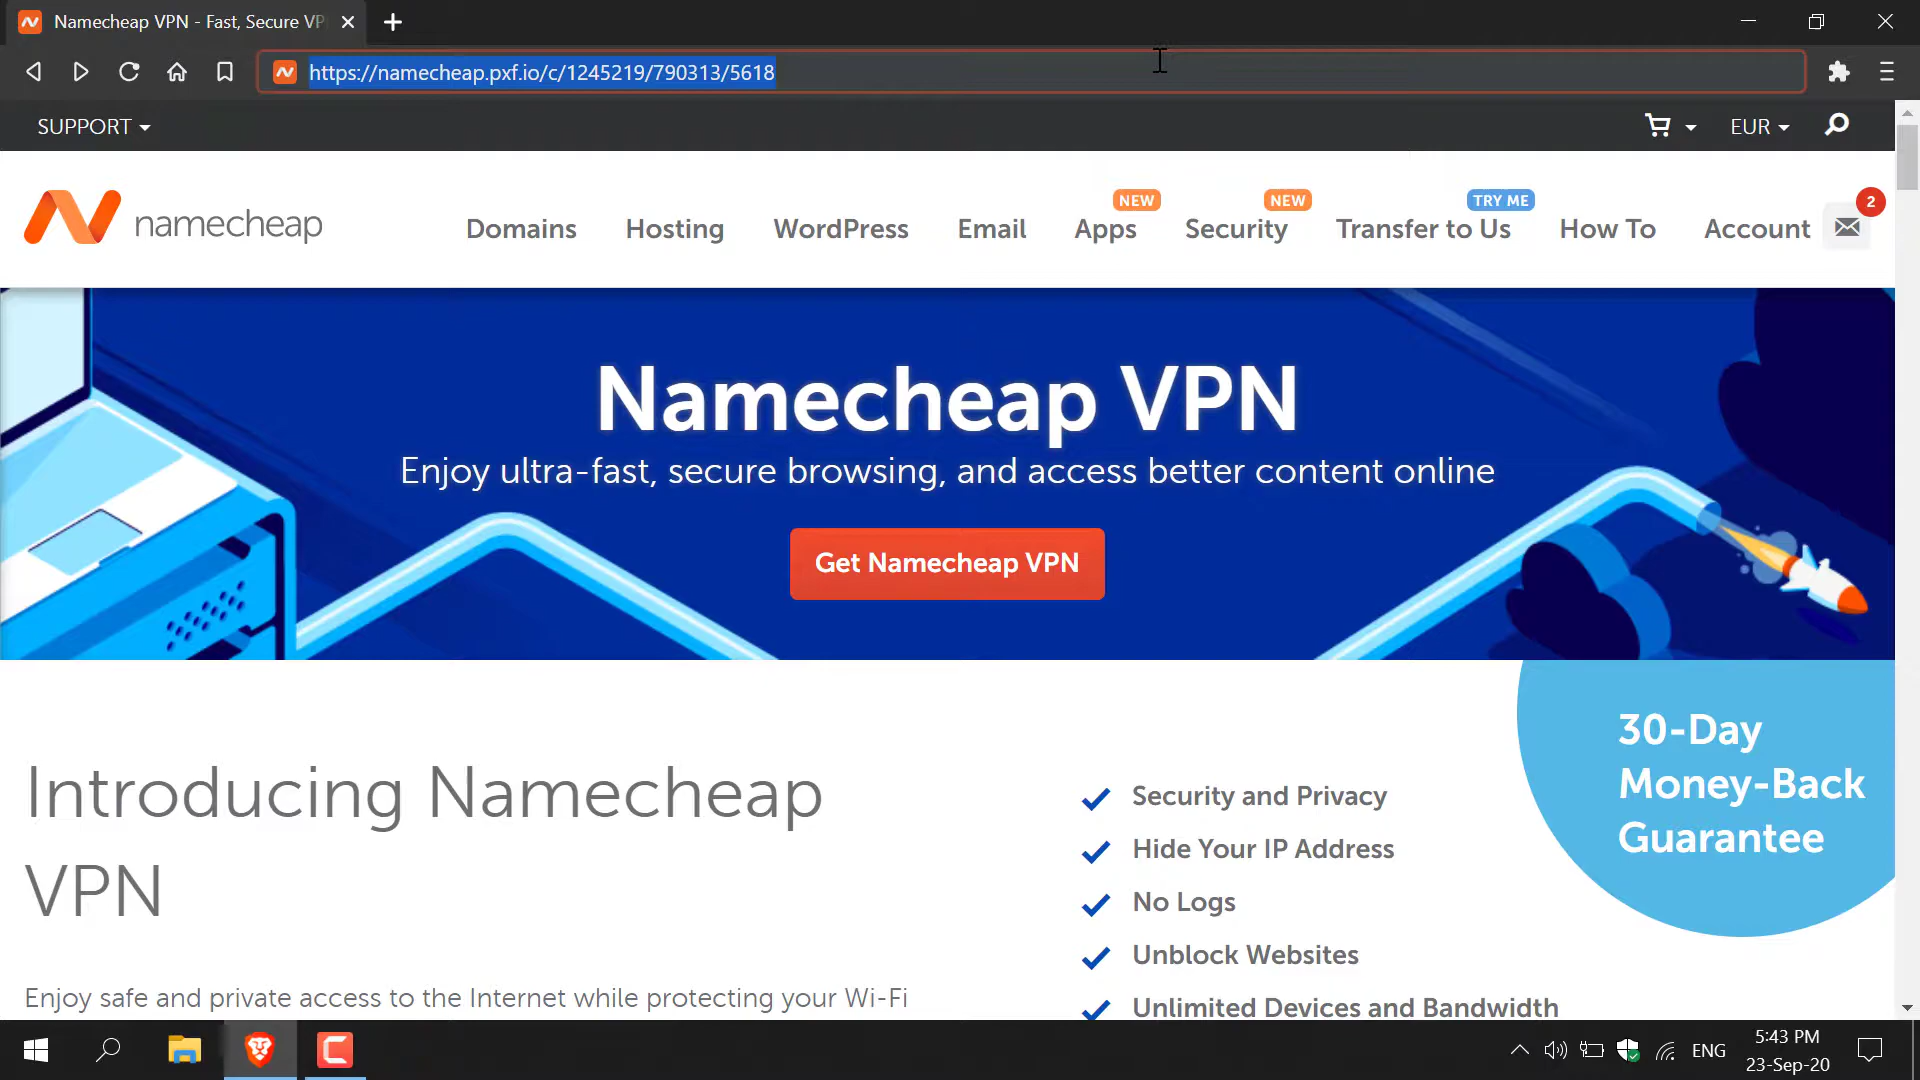 Namecheap VPN - Fast, Secure VP
https://namecheap.pxf.io/c/1245219/790313/5618
SUPPORT
EUR
namecheap
Domains
Hosting
WordPress
Email
Apps
NEW
Security
NEW
Transfer to Us
TRY ME
How To
Account
2
Namecheap VPN
Enjoy ultra-fast, secure browsing, and access better content online
Get Namecheap VPN
30-Day
Money-Back
Guarantee
Introducing Namecheap
VPN
Enjoy safe and private access to the Internet while protecting your Wi-Fi
Security and Privacy
Hide Your IP Address
No Logs
Unblock Websites
Unlimited Devices and Bandwidth
ENG
5:43 PM
23-Sep-20